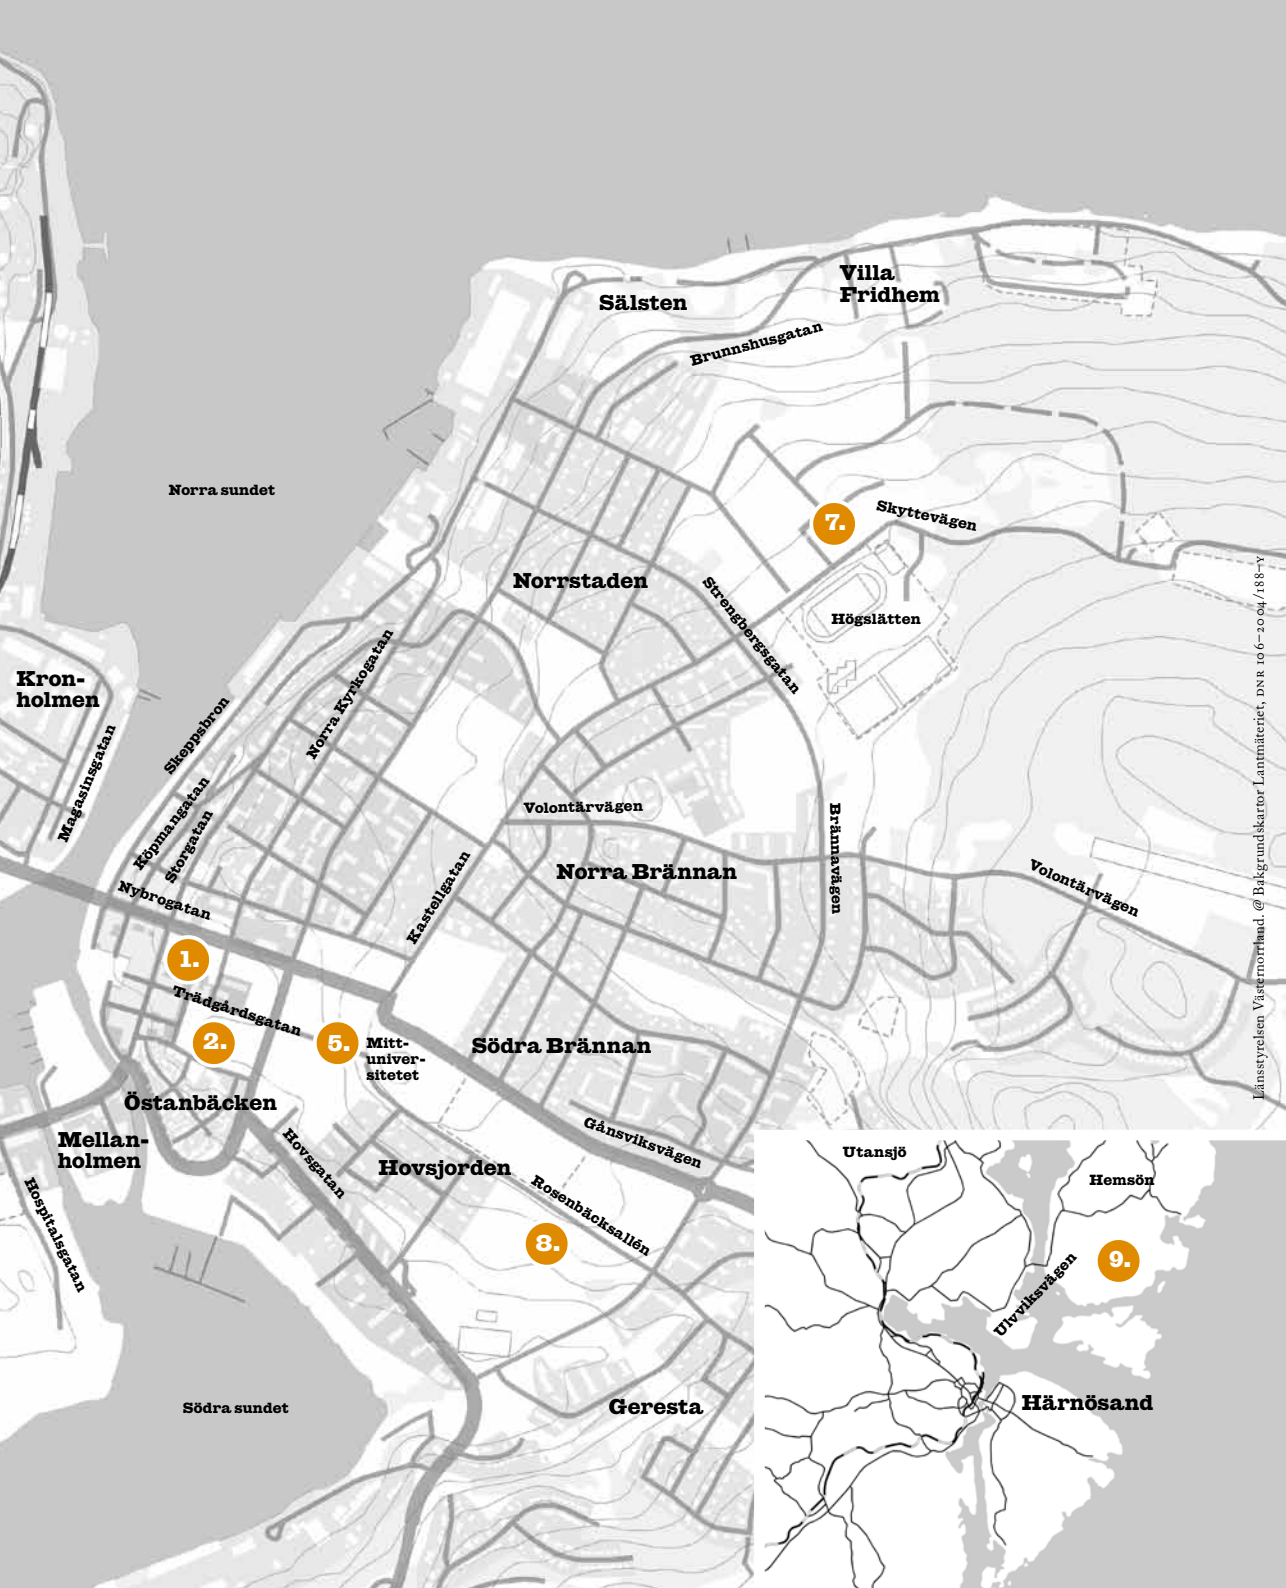 Villa
Fridhem
Sälsten
Brunnshusgatan
Norra sundet
7.
Skyttevägen
Norrstaden
Strengbergsgatan
Högslätten
Kron-
holmen
Norra Kyrkogatan
Skeppsbron
Magasinsgatan
Köpmangatan
Storgatan
Volontärvägen
Brännavägen
Norra Brännan
Kastellgatan
Volontärvägen
Nybrogatan
1.
Trädgårdsgatan
2.
5.
Mitt-
univer-
sitetet
Södra Brännan
Östanbäcken
Mellan-
holmen
Hovsgatan
Gånsviksvägen
Hovsjorden
Rosenbäcksallén
Hospitalsgatan
8.
Södra sundet
Geresta
Utansjö
Hemsön
9.
Ulvviksvägen
Härnösand
Länsstyrelsen Västernorrland. @ Bakgrundskartor Lantmäteriet, DNR 106–2004/188–Y